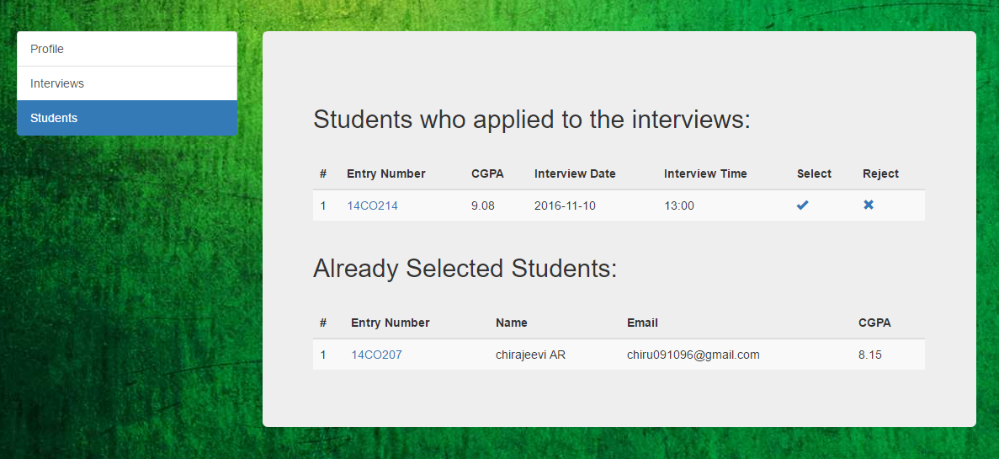 Profile
Interviews
Students
Students who applied to the interviews:
# Entry Number CGPA Interview Date Interview Time Select Reject
1 14CO214 9.08 2016-11-10 13:00
Already Selected Students:
# Entry Number Name Email CGPA
1 14CO207 chirajeevi AR chiru091096@gmail.com 8.15